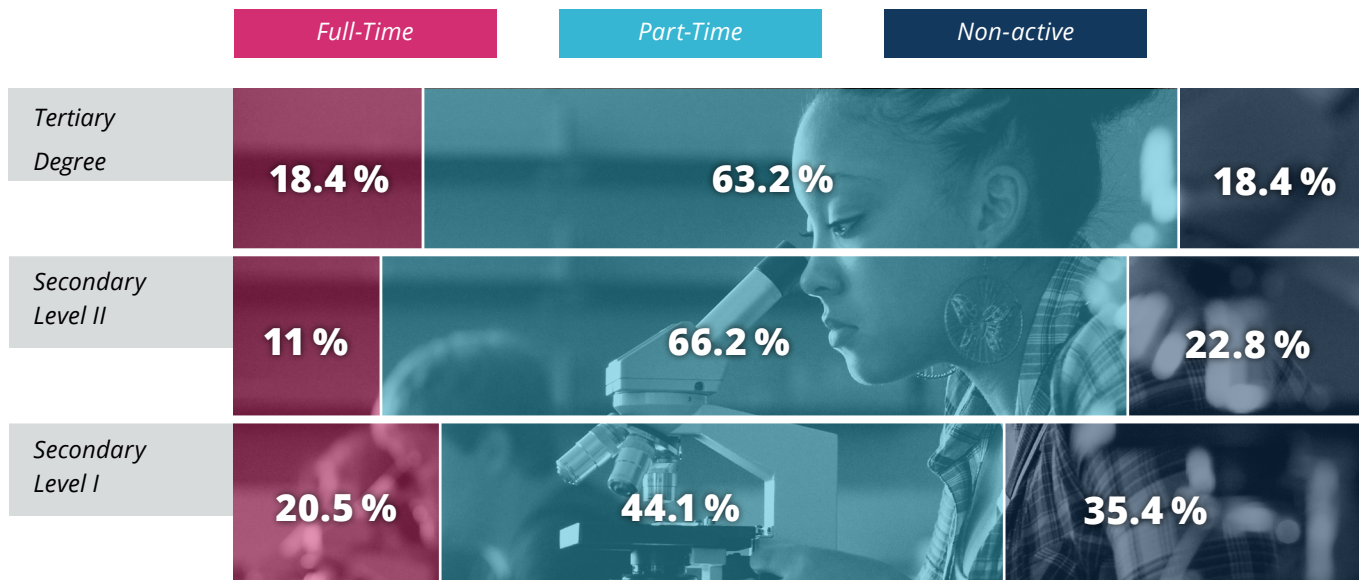 Full-Time Part-Time Non-active
Tertiary
Degree
18.4 % 63.2 % 18.4 %
Secondary
Level II
11 % 66.2 % 22.8 %
Secondary
Level I
20.5 % 44.1 % 35.4 %